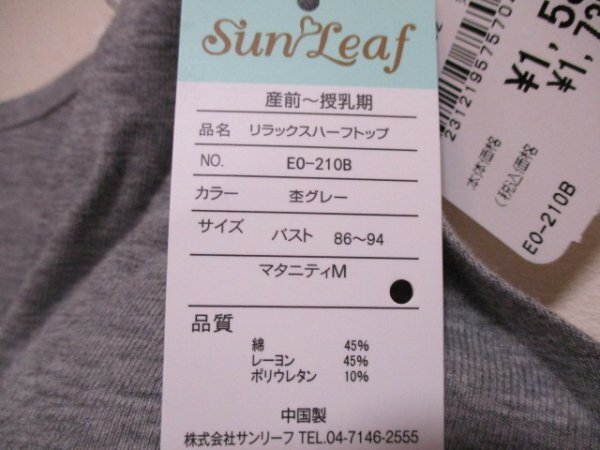 Sun Leaf
産前～授乳期
品名 リラックスハーフトップ
NO. EO-210B
カラー 杢グレー
サイズ バスト 86～94
マタニティM
品質
綿 45%
レーヨン 45%
ポリウレタン 10%
中国製
株式会社サンリーフ TEL.04-7146-2555
本体価格
(税込価格
EO-210B